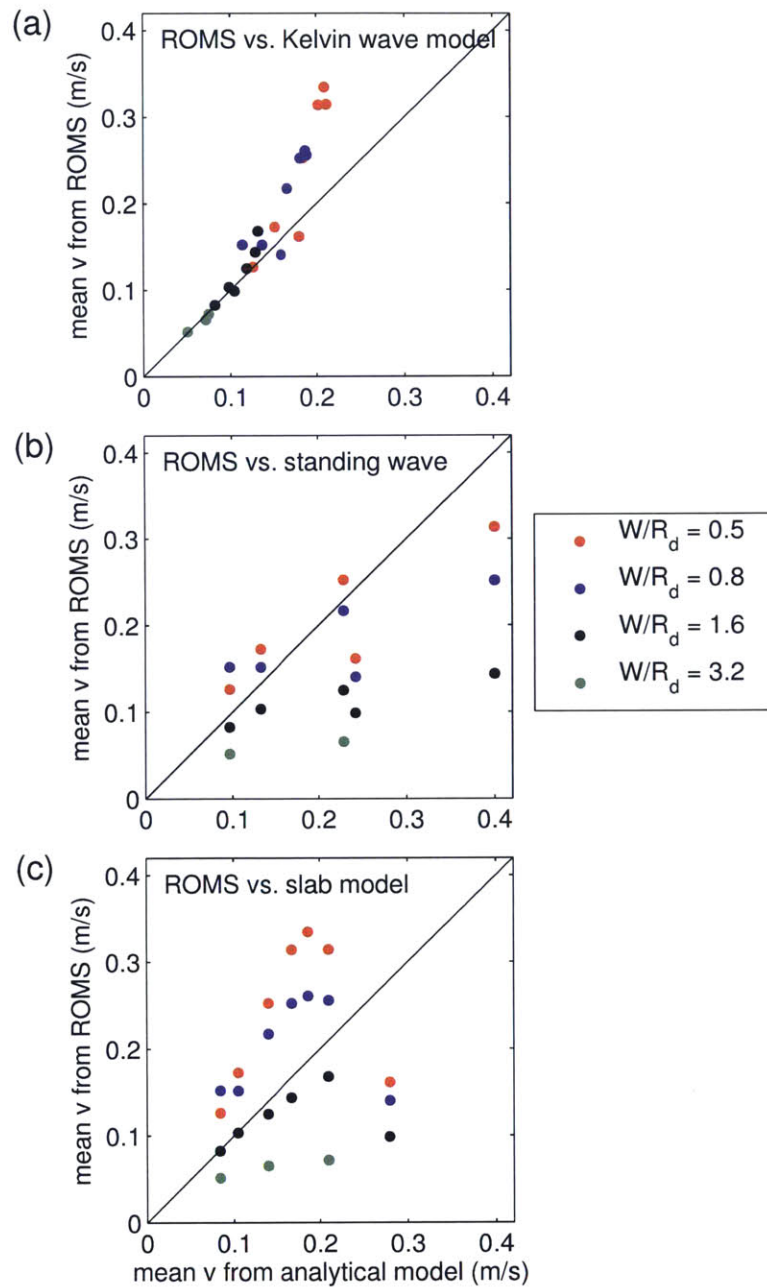 (a)
ROMS vs. Kelvin wave model
mean v from ROMS (m/s)
0.4
0.3
0.2
0.1
0
0 0.1 0.2 0.3 0.4
(b)
ROMS vs. standing wave
mean v from ROMS (m/s)
0.4
0.3
0.2
0.1
0
0 0.1 0.2 0.3 0.4
W/R_d = 0.5
W/R_d = 0.8
W/R_d = 1.6
W/R_d = 3.2
(c)
ROMS vs. slab model
mean v from ROMS (m/s)
0.4
0.3
0.2
0.1
0
0 0.1 0.2 0.3 0.4
mean v from analytical model (m/s)